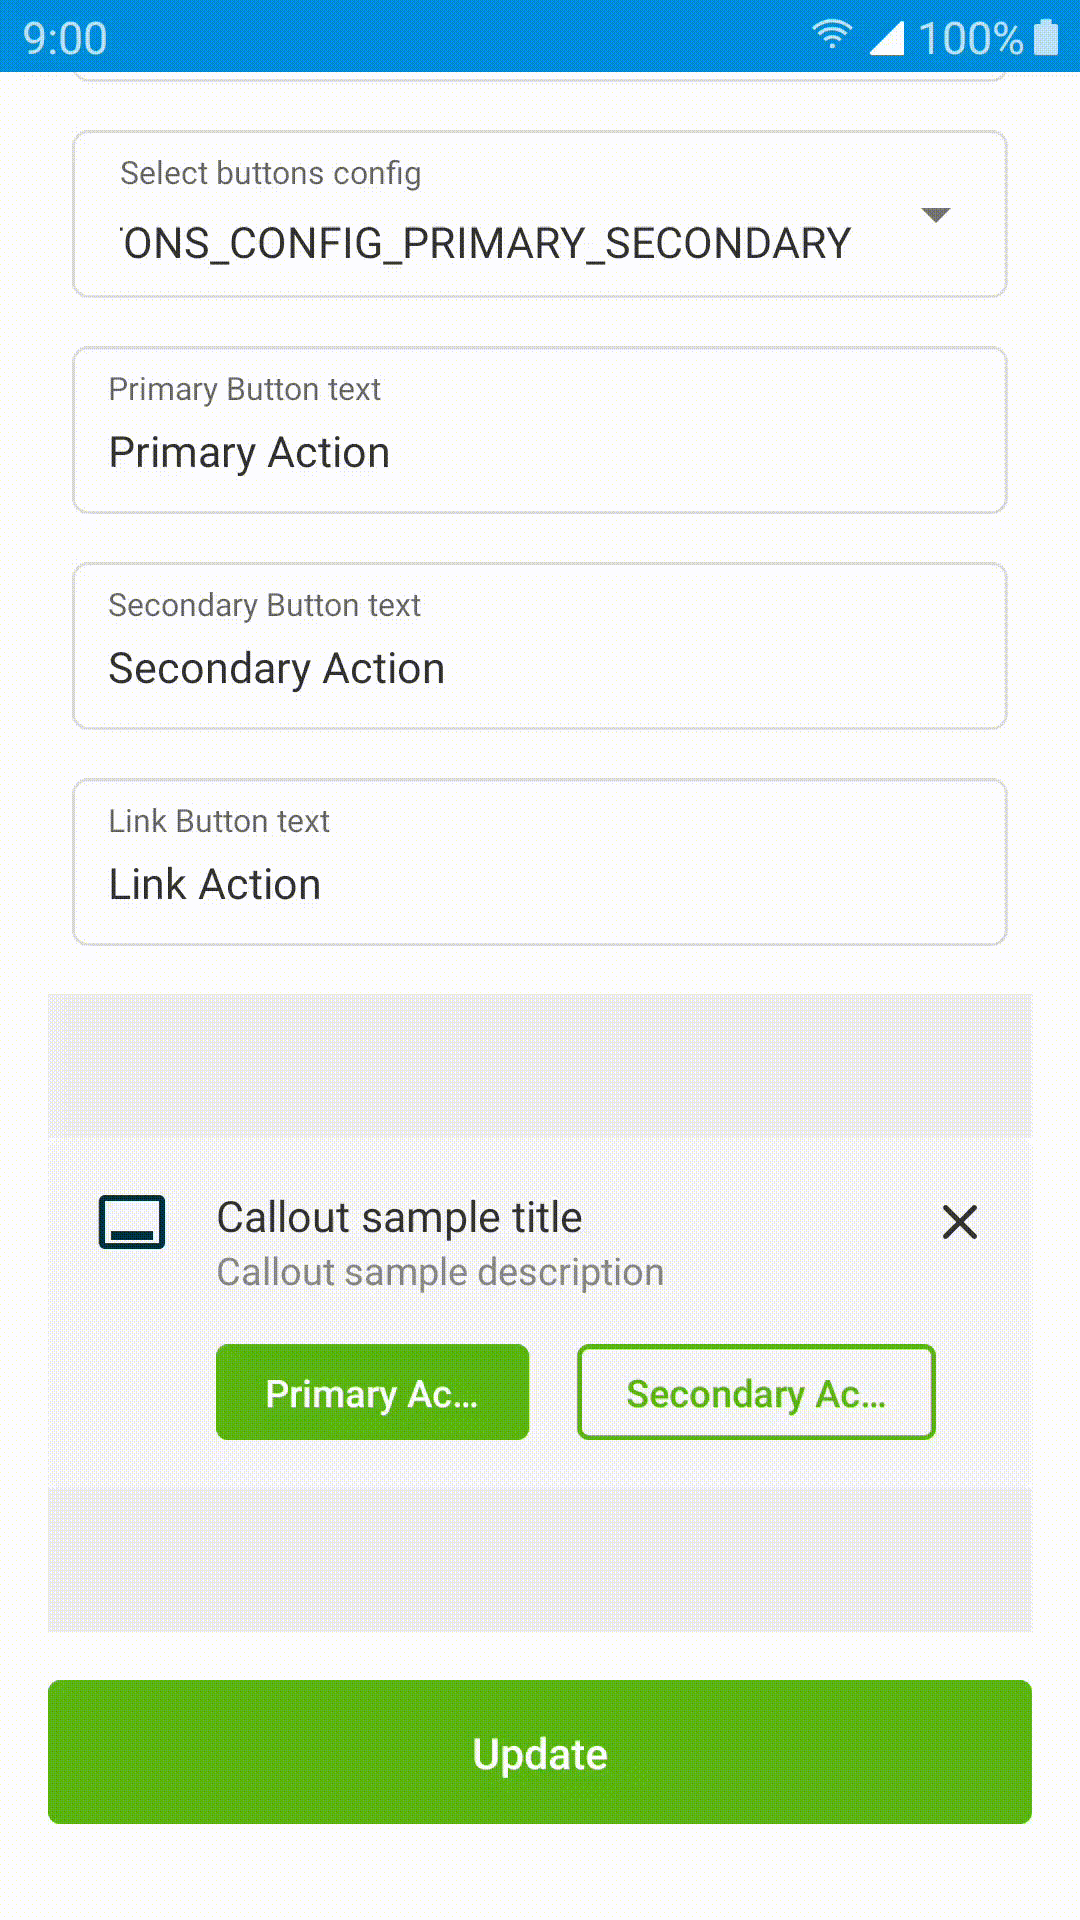 9:00 100%
Select buttons config
ONS_CONFIG_PRIMARY_SECONDARY
Primary Button text
Primary Action
Secondary Button text
Secondary Action
Link Button text
Link Action
Callout sample title
Callout sample description
Primary Ac... Secondary Ac...
Update